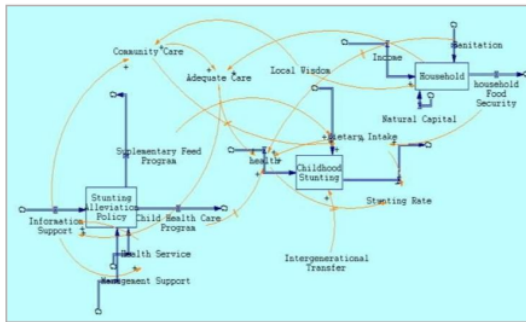 Community Care
Adequate Care
Local Wisdom
Income
Sanitation
Household
household
Food
Security
Natural Capital
Dietary Intake
Suplementary Feed
Program
health
Childhood
Stunting
Stunting
Alleviation
Policy
Child Health Care
Program
Stunting Rate
Information
Support
Health Service
Management Support
Intergenerational
Transfer